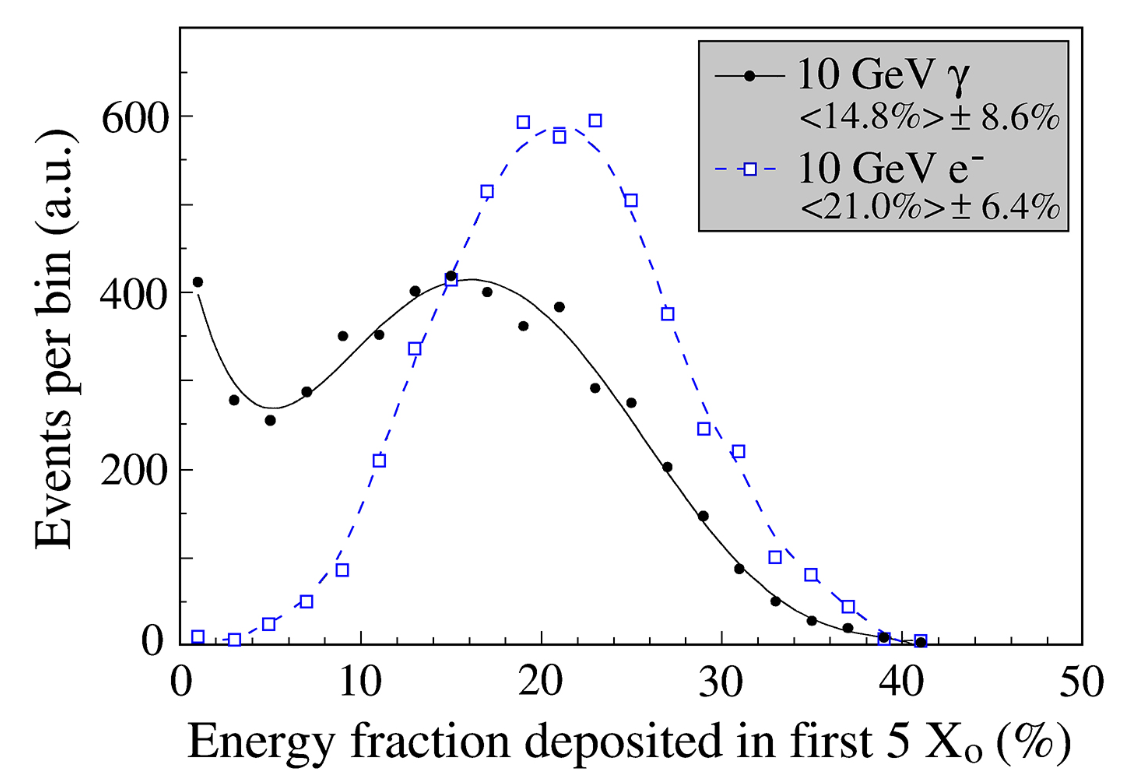 10 GeV γ
<14.8%> ± 8.6%
10 GeV e⁻
<21.0%> ± 6.4%
Events per bin (a.u.)
600
400
200
0
0 10 20 30 40 50
Energy fraction deposited in first 5 Xₒ (%)